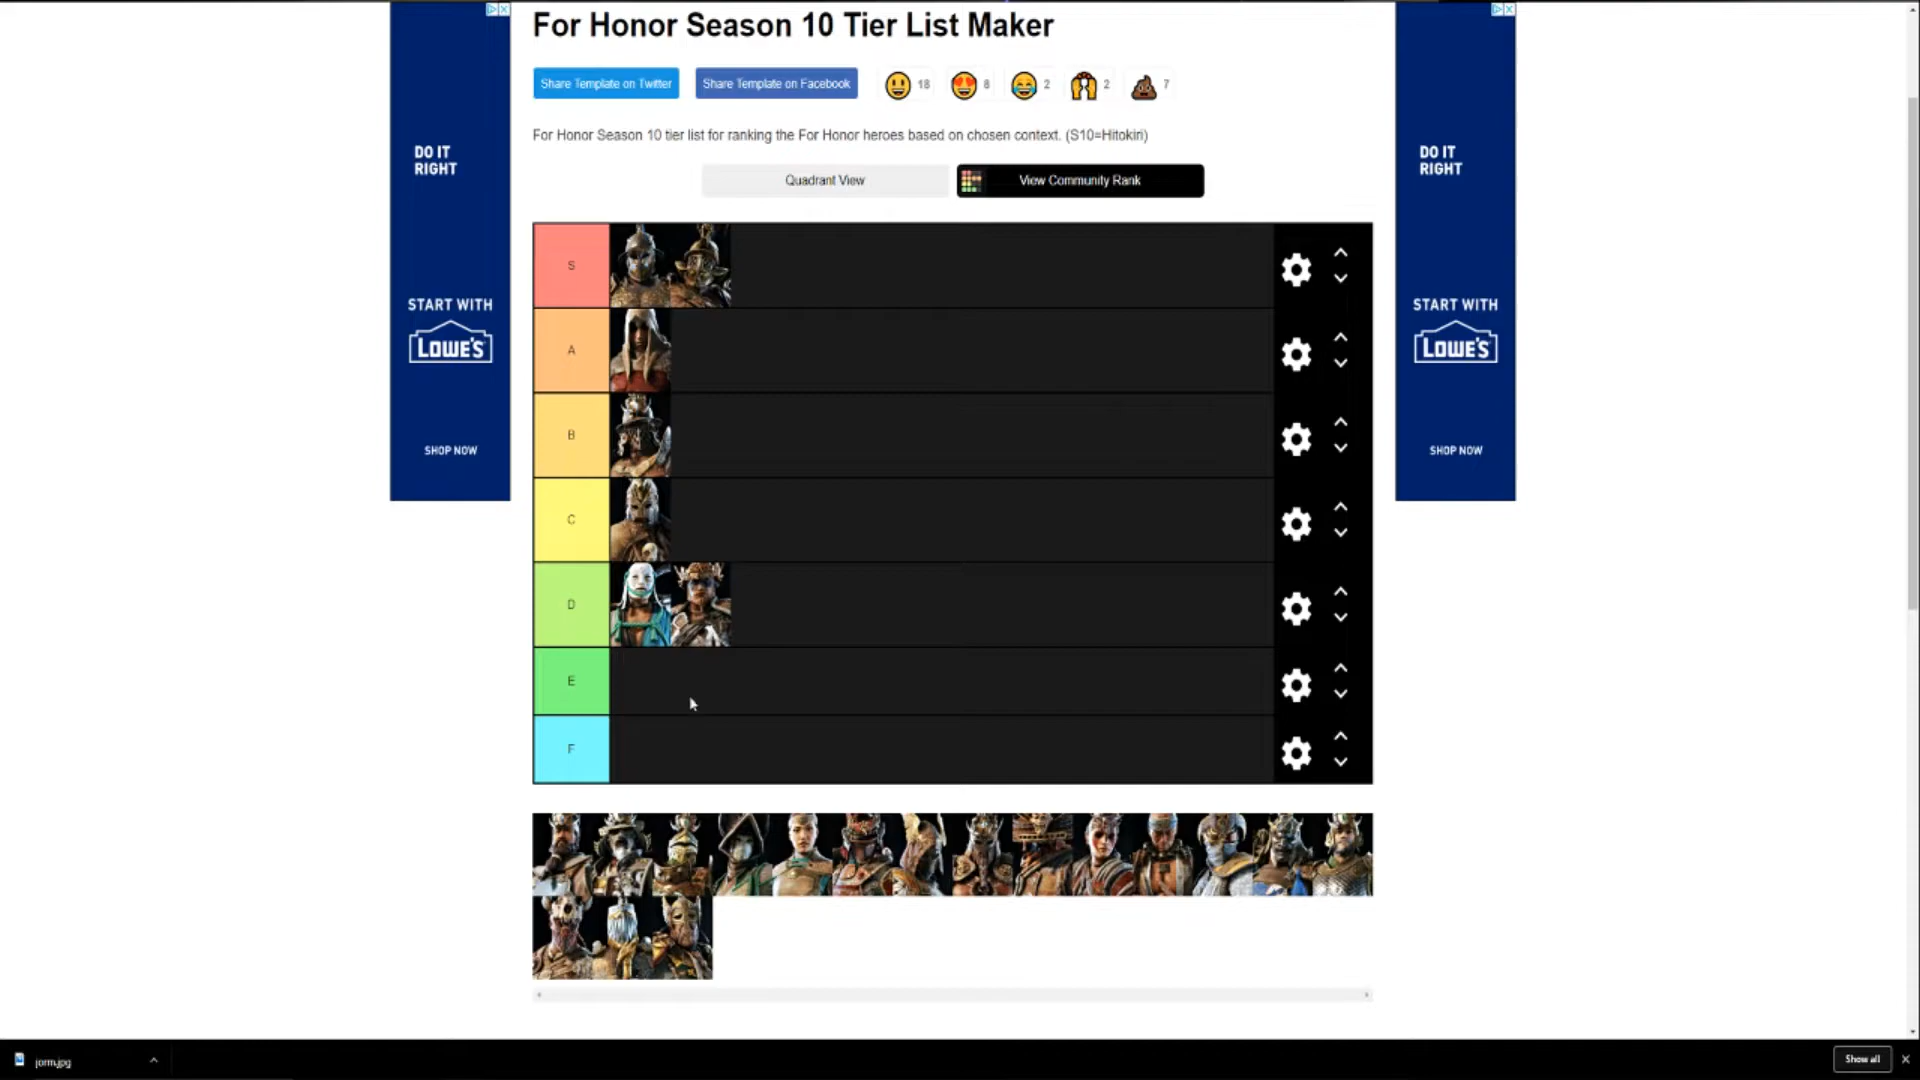 For Honor Season 10 Tier List Maker
Share Template on Twitter
Share Template on Facebook
18
8
2
2
7
For Honor Season 10 tier list for ranking the For Honor heroes based on chosen context. (S10=Hitokiri)
Quadrant View
View Community Rank
DO IT
RIGHT
START WITH
LOWE'S
SHOP NOW
S
A
B
C
D
E
F
DO IT
RIGHT
START WITH
LOWE'S
SHOP NOW
jorm.jpg
Show all